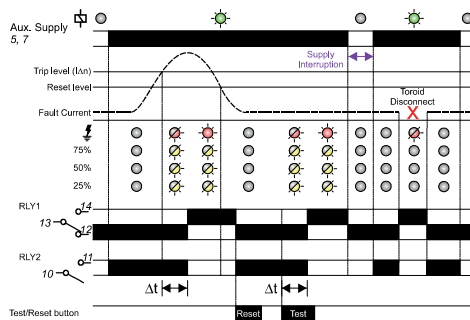 Aux. Supply
5, 7
Supply
Interruption
Trip level (IΔn)
Reset level
Toroid
Disconnect
Fault Current
X
75%
50%
25%
RLY1
14
13
12
RLY2
11
10
Δt
Δt
Test/Reset button
Reset
Test